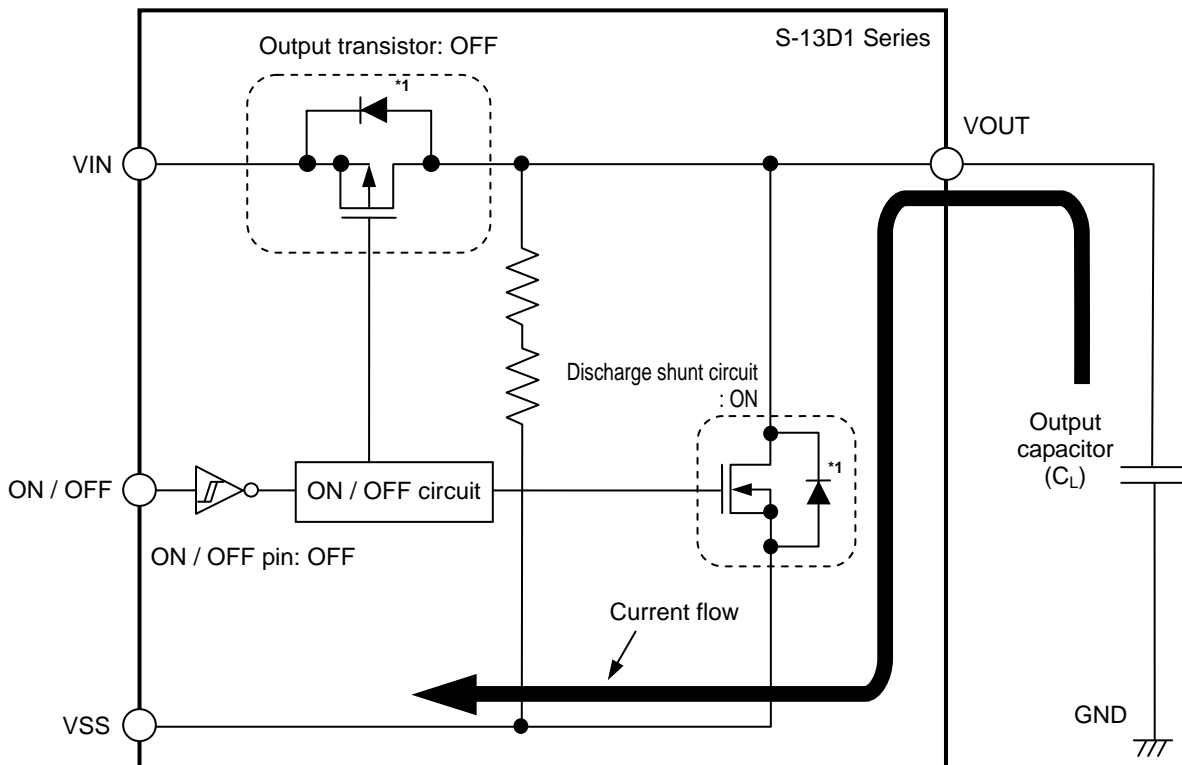 S-13D1 Series
Output transistor: OFF
*1
VIN
VOUT
Discharge shunt circuit
: ON
*1
Output
capacitor
(CL)
ON / OFF
ON / OFF circuit
ON / OFF pin: OFF
Current flow
VSS
GND